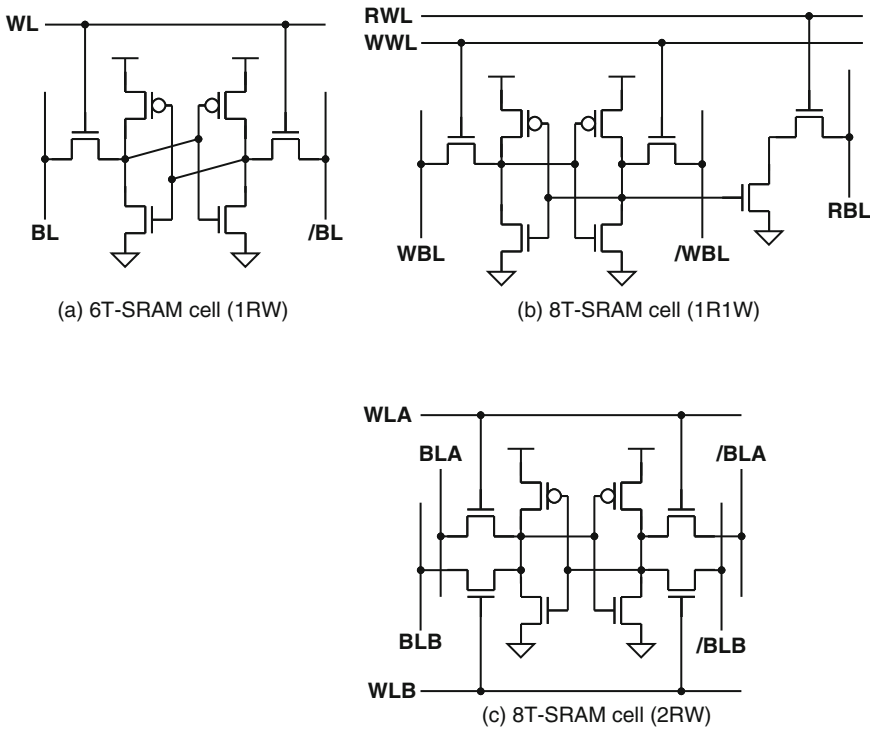 WL
BL
/BL
(a) 6T-SRAM cell (1RW)
RWL
WWL
WBL
/WBL
RBL
(b) 8T-SRAM cell (1R1W)
WLA
BLA
/BLA
BLB
/BLB
WLB
(c) 8T-SRAM cell (2RW)